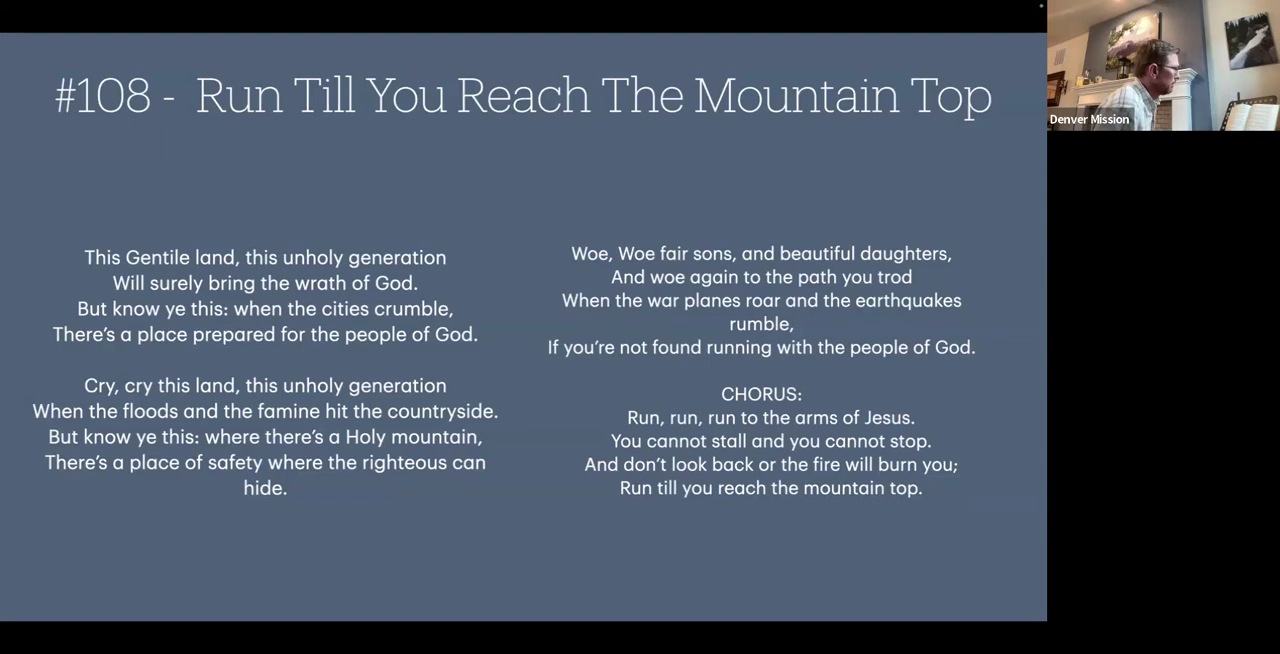 #108 - Run Till You Reach The Mountain Top
This Gentile land, this unholy generation
Will surely bring the wrath of God.
But know ye this: when the cities crumble,
There's a place prepared for the people of God.
Cry, cry this land, this unholy generation
When the floods and the famine hit the countryside.
But know ye this: where there's a Holy mountain,
There's a place of safety where the righteous can
hide.
Woe, Woe fair sons, and beautiful daughters,
And woe again to the path you trod
When the war planes roar and the earthquakes
rumble,
If you're not found running with the people of God.
CHORUS:
Run, run, run to the arms of Jesus.
You cannot stall and you cannot stop.
And don't look back or the fire will burn you;
Run till you reach the mountain top.
Denver Mission